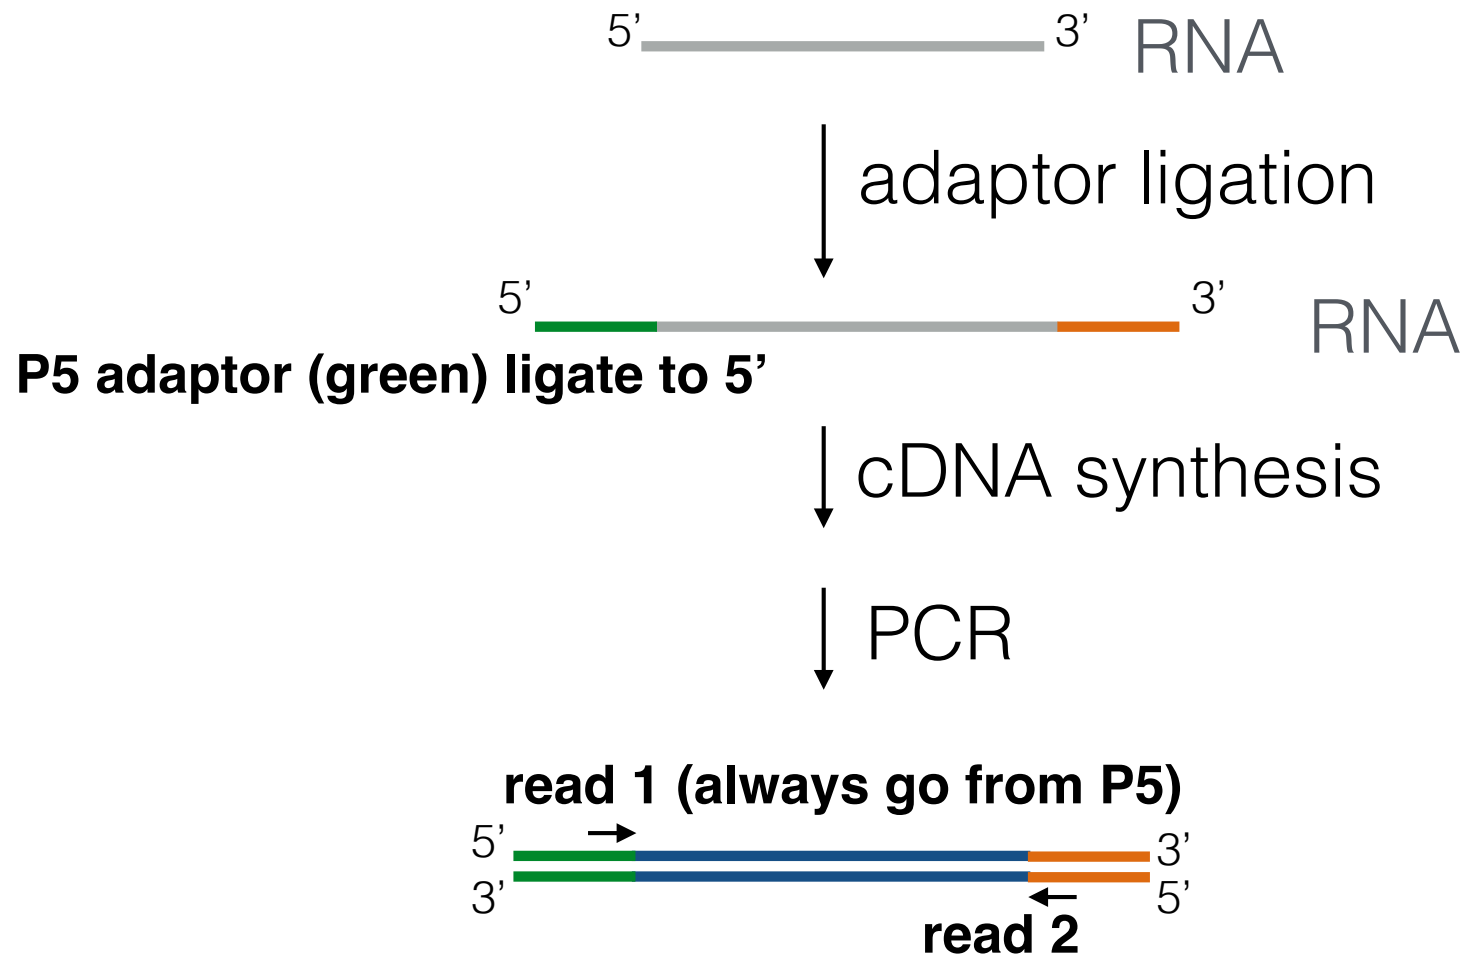 5’ 3’ RNA
adaptor ligation
5’ 3’ RNA
P5 adaptor (green) ligate to 5’
cDNA synthesis
PCR
read 1 (always go from P5)
5’ 3’
3’ 5’
read 2